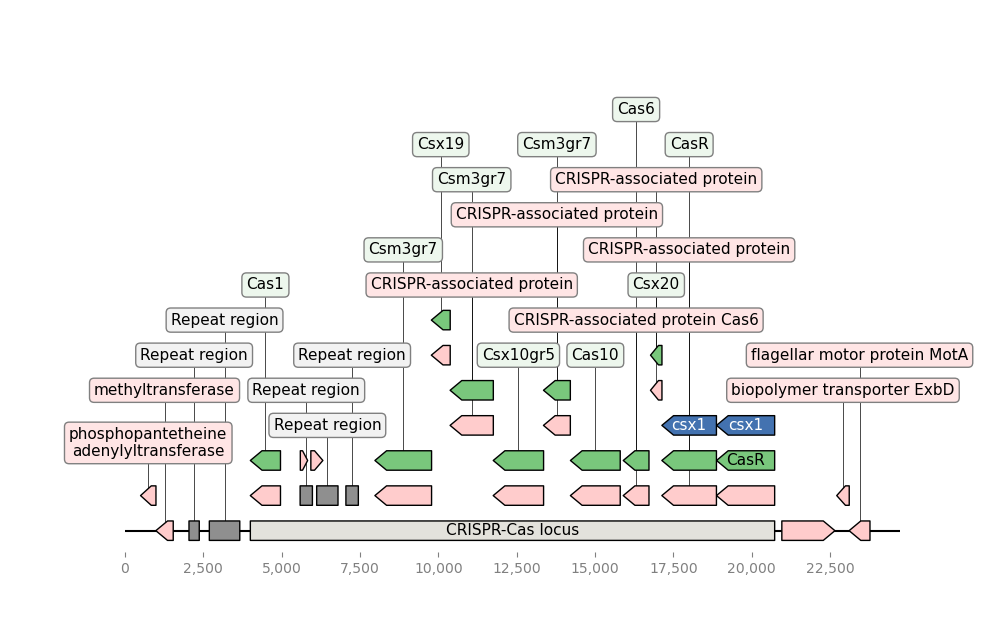 Cas6
Csx19
Csm3gr7
CasR
Csm3gr7
CRISPR-associated protein
CRISPR-associated protein
Csm3gr7
CRISPR-associated protein
Cas1
CRISPR-associated protein
Csx20
Repeat region
CRISPR-associated protein Cas6
Repeat region
Repeat region
Csx10gr5
Cas10
flagellar motor protein MotA
methyltransferase
Repeat region
biopolymer transporter ExbD
phosphopantetheine
adenylyltransferase
Repeat region
csx1
csx1
CasR
CRISPR-Cas locus
0
2,500
5,000
7,500
10,000
12,500
15,000
17,500
20,000
22,500